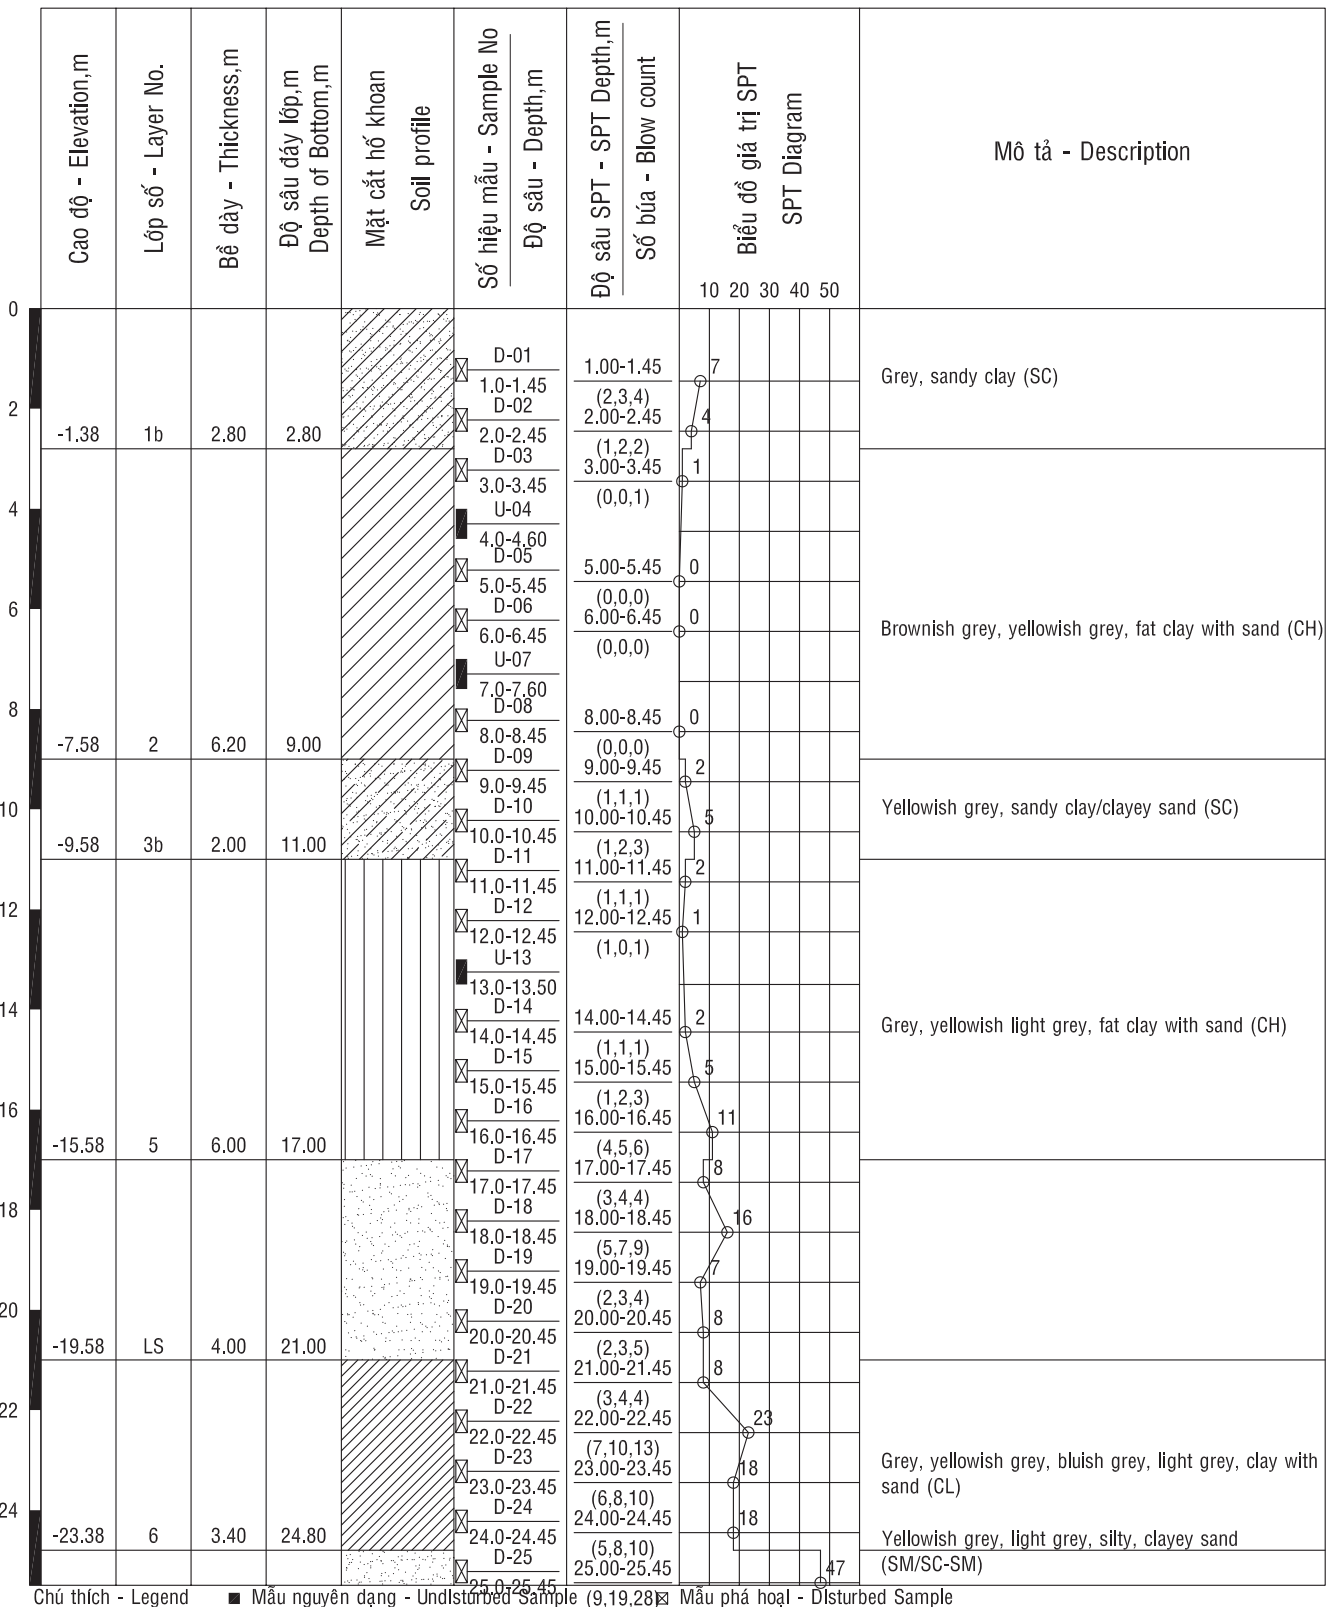 Cao độ - Elevation,m
Lớp số - Layer No.
Bề dày - Thickness,m
Độ sâu đáy lớp,m
Depth of Bottom,m
Mặt cắt hố khoan
Soil profile
Số hiệu mẫu - Sample No
Độ sâu - Depth,m
Độ sâu SPT - SPT Depth,m
Số búa - Blow count
Biểu đồ giá trị SPT
SPT Diagram
Mô tả - Description
10 20 30 40 50
0
D-01
1.00-1.45
7
Grey, sandy clay (SC)
1.0-1.45
(2,3,4)
2
D-02
2.00-2.45
4
-1.38 1b 2.80 2.80
2.0-2.45
(1,2,2)
D-03
3.00-3.45
1
3.0-3.45
(0,0,1)
4
U-04
4.0-4.60
D-05
5.00-5.45
0
5.0-5.45
(0,0,0)
6
D-06
6.00-6.45
0
Brownish grey, yellowish grey, fat clay with sand (CH)
6.0-6.45
(0,0,0)
U-07
7.0-7.60
8
D-08
8.00-8.45
0
-7.58 2 6.20 9.00
8.0-8.45
(0,0,0)
D-09
9.00-9.45
2
9.0-9.45
(1,1,1)
10
D-10
10.00-10.45
5
Yellowish grey, sandy clay/clayey sand (SC)
-9.58 3b 2.00 11.00
10.0-10.45
(1,2,3)
D-11
11.00-11.45
2
11.0-11.45
(1,1,1)
12
D-12
12.00-12.45
1
12.0-12.45
(1,0,1)
U-13
13.0-13.50
14
D-14
14.00-14.45
2
Grey, yellowish light grey, fat clay with sand (CH)
14.0-14.45
(1,1,1)
D-15
15.00-15.45
5
15.0-15.45
(1,2,3)
16
D-16
16.00-16.45
11
-15.58 5 6.00 17.00
16.0-16.45
(4,5,6)
D-17
17.00-17.45
8
17.0-17.45
(3,4,4)
18
D-18
18.00-18.45
16
18.0-18.45
(5,7,9)
D-19
19.00-19.45
7
19.0-19.45
(2,3,4)
20
D-20
20.00-20.45
8
-19.58 LS 4.00 21.00
20.0-20.45
(2,3,5)
D-21
21.00-21.45
8
21.0-21.45
(3,4,4)
22
D-22
22.00-22.45
23
22.0-22.45
(7,10,13)
D-23
23.00-23.45
18
Grey, yellowish grey, bluish grey, light grey, clay with
sand (CL)
23.0-23.45
(6,8,10)
24
D-24
24.00-24.45
18
-23.38 6 3.40 24.80
24.0-24.45
(5,8,10)
Yellowish grey, light grey, silty, clayey sand
(SM/SC-SM)
D-25
25.00-25.45
47
25.0-25.45
(9,19,28)
Chú thích - Legend Mẫu nguyên dạng - Undisturbed Sample Mẫu phá hoại - Disturbed Sample